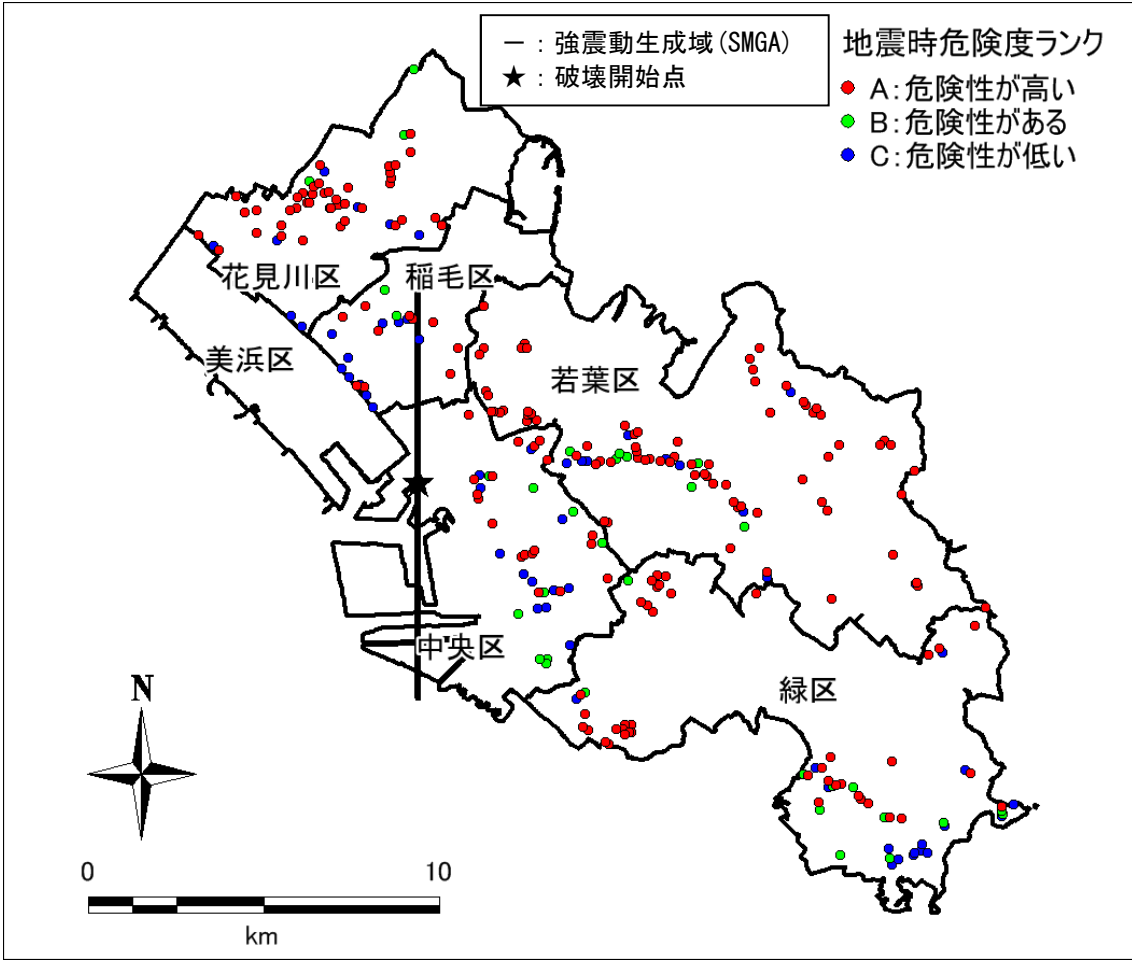 — : 強震動生成域(SMGA)
★ : 破壊開始点
地震時危険度ランク
A:危険性が高い
B:危険性がある
C:危険性が低い
花見川区
稲毛区
美浜区
若葉区
中央区
緑区
N
0 10
km